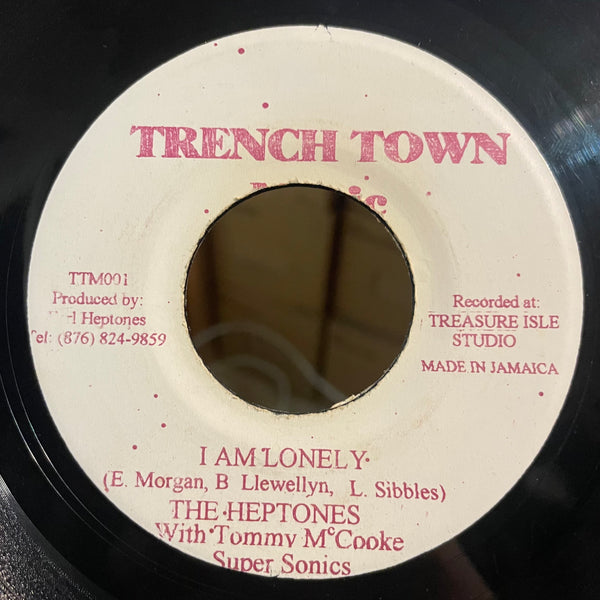 TRENCH TOWN
TTM001
Produced by:
Heptones
Tel: (876) 824-9859
Recorded at:
TREASURE ISLE
STUDIO
MADE IN JAMAICA
I AM LONELY
(E. Morgan, B Llewellyn, L. Sibbles)
THE HEPTONES
With Tommy McCooke
Super Sonics